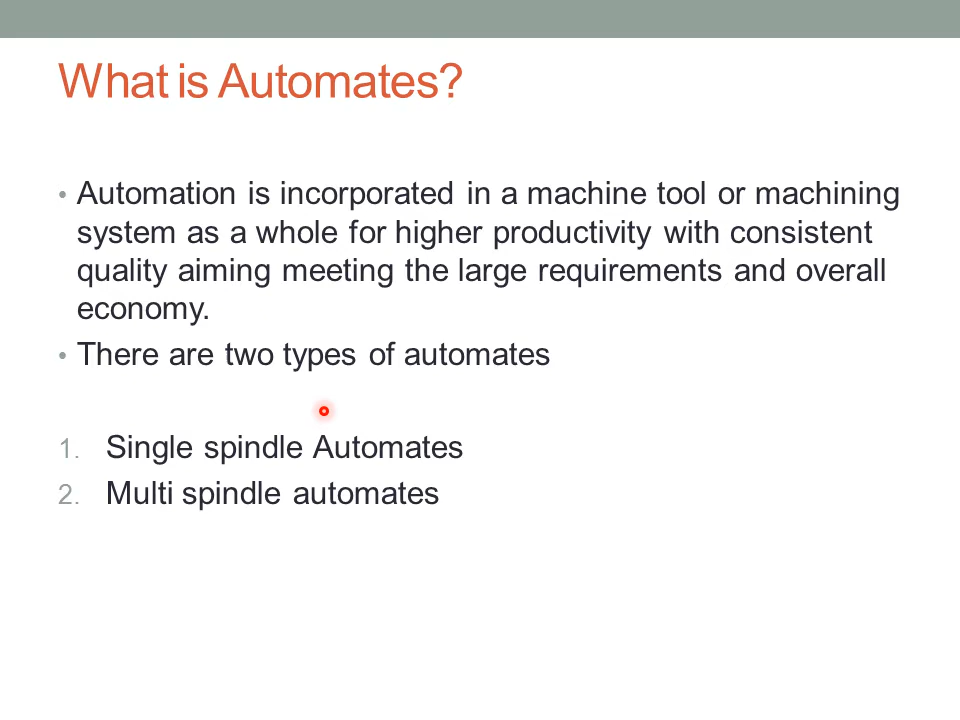 What is Automates?
• Automation is incorporated in a machine tool or machining
system as a whole for higher productivity with consistent
quality aiming meeting the large requirements and overall
economy.
• There are two types of automates
1. Single spindle Automates
2. Multi spindle automates